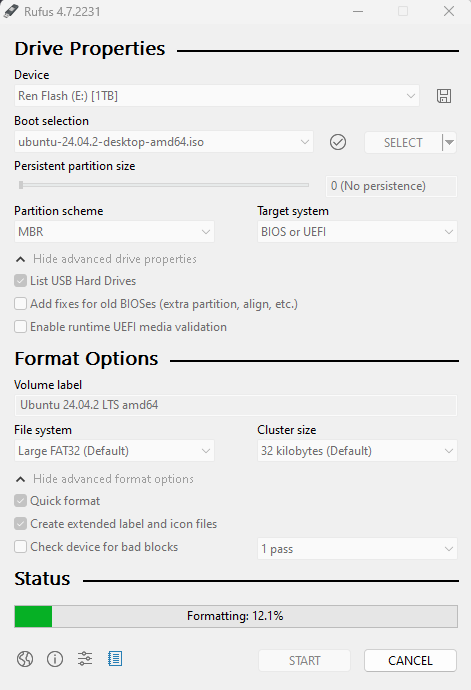 Rufus 4.7.2231
Drive Properties
Device
Ren Flash (E:) [1TB]
Boot selection
ubuntu-24.04.2-desktop-amd64.iso
SELECT
Persistent partition size
0 (No persistence)
Partition scheme
Target system
MBR
BIOS or UEFI
Hide advanced drive properties
List USB Hard Drives
Add fixes for old BIOSes (extra partition, align, etc.)
Enable runtime UEFI media validation
Format Options
Volume label
Ubuntu 24.04.2 LTS amd64
File system
Cluster size
Large FAT32 (Default)
32 kilobytes (Default)
Hide advanced format options
Quick format
Create extended label and icon files
Check device for bad blocks
1 pass
Status
Formatting: 12.1%
START
CANCEL